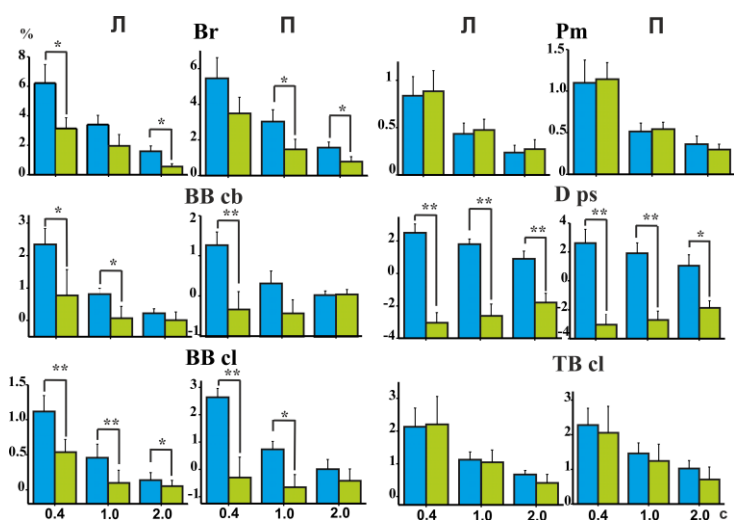 Л Br П Л Pm П
%
* * * 
8 6 4 2 0
6 4 2 0
1 0.5 0
1.5 1.0 0.5 0
BB cb D ps
* * ** ** ** ** ** ** *
2 1 0
2 1 0 -1
4 2 0 -2 -4
4 2 0 -2 -4
BB cl TB cl
** ** * ** *
1.5 1.0 0.5 0
3 2 1 0 -1
3 2 1 0
3 2 1 0
0.4 1.0 2.0 0.4 1.0 2.0 0.4 1.0 2.0 0.4 1.0 2.0 c